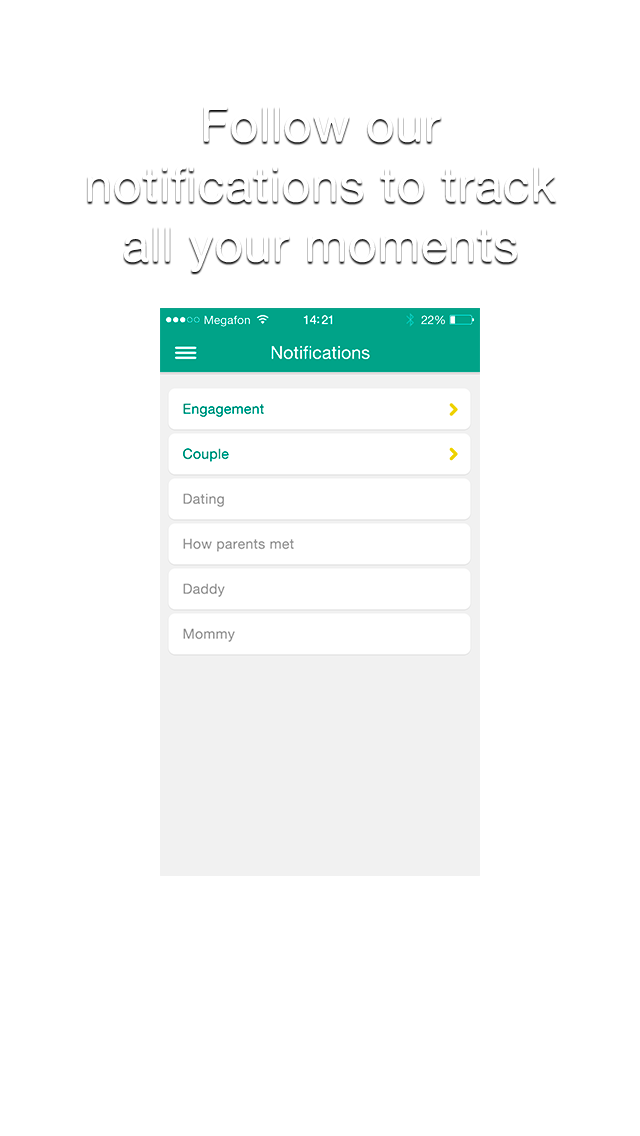 Follow our
notifications to track
all your moments
Megafon 14:21 22%
Notifications
Engagement
Couple
Dating
How parents met
Daddy
Mommy